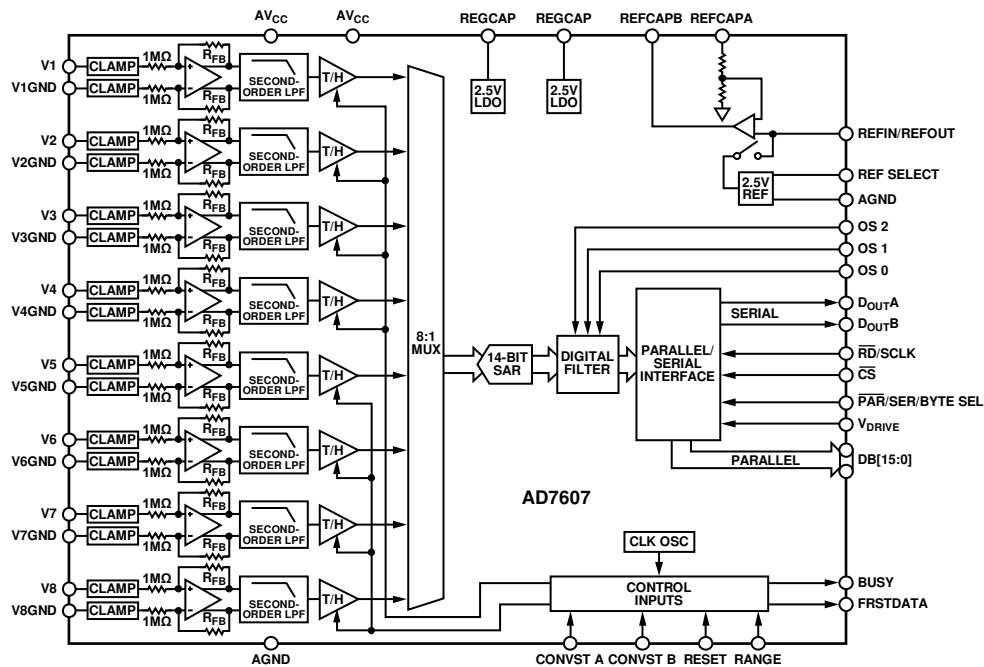 AVCC AVCC REGCAP REGCAP REFCAPB REFCAPA
V1 CLAMP 1MΩ RFB
V1GND CLAMP 1MΩ RFB
SECOND-
ORDER LPF
T/H
2.5V
LDO
2.5V
LDO
V2 CLAMP 1MΩ RFB
V2GND CLAMP 1MΩ RFB
SECOND-
ORDER LPF
T/H
REFIN/REFOUT
2.5V
REF
REF SELECT
AGND
V3 CLAMP 1MΩ RFB
V3GND CLAMP 1MΩ RFB
SECOND-
ORDER LPF
T/H
OS 2
OS 1
OS 0
V4 CLAMP 1MΩ RFB
V4GND CLAMP 1MΩ RFB
SECOND-
ORDER LPF
T/H
8:1
MUX
14-BIT
SAR
DIGITAL
FILTER
PARALLEL/
SERIAL
INTERFACE
SERIAL
DOUTA
DOUTB
RD/SCLK
CS
PAR/SER/BYTE SEL
VDRIVE
PARALLEL
DB[15:0]
V5 CLAMP 1MΩ RFB
V5GND CLAMP 1MΩ RFB
SECOND-
ORDER LPF
T/H
V6 CLAMP 1MΩ RFB
V6GND CLAMP 1MΩ RFB
SECOND-
ORDER LPF
T/H
AD7607
V7 CLAMP 1MΩ RFB
V7GND CLAMP 1MΩ RFB
SECOND-
ORDER LPF
T/H
CLK OSC
V8 CLAMP 1MΩ RFB
V8GND CLAMP 1MΩ RFB
SECOND-
ORDER LPF
T/H
CONTROL
INPUTS
BUSY
FRSTDATA
AGND CONVST A CONVST B RESET RANGE